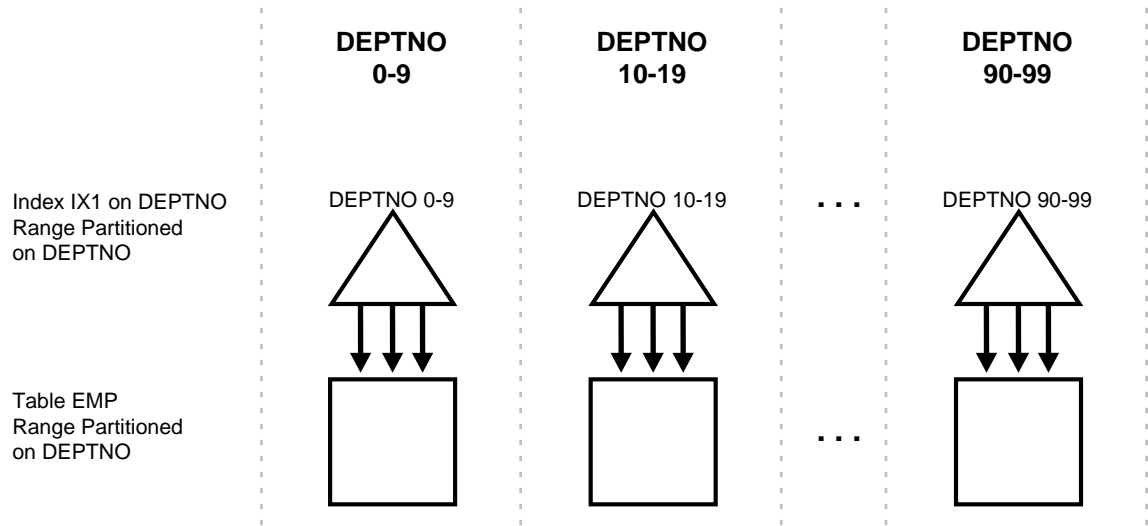 DEPTNO
0-9
DEPTNO
10-19
DEPTNO
90-99
Index IX1 on DEPTNO
Range Partitioned
on DEPTNO
DEPTNO 0-9
DEPTNO 10-19
. . .
DEPTNO 90-99
Table EMP
Range Partitioned
on DEPTNO
. . .